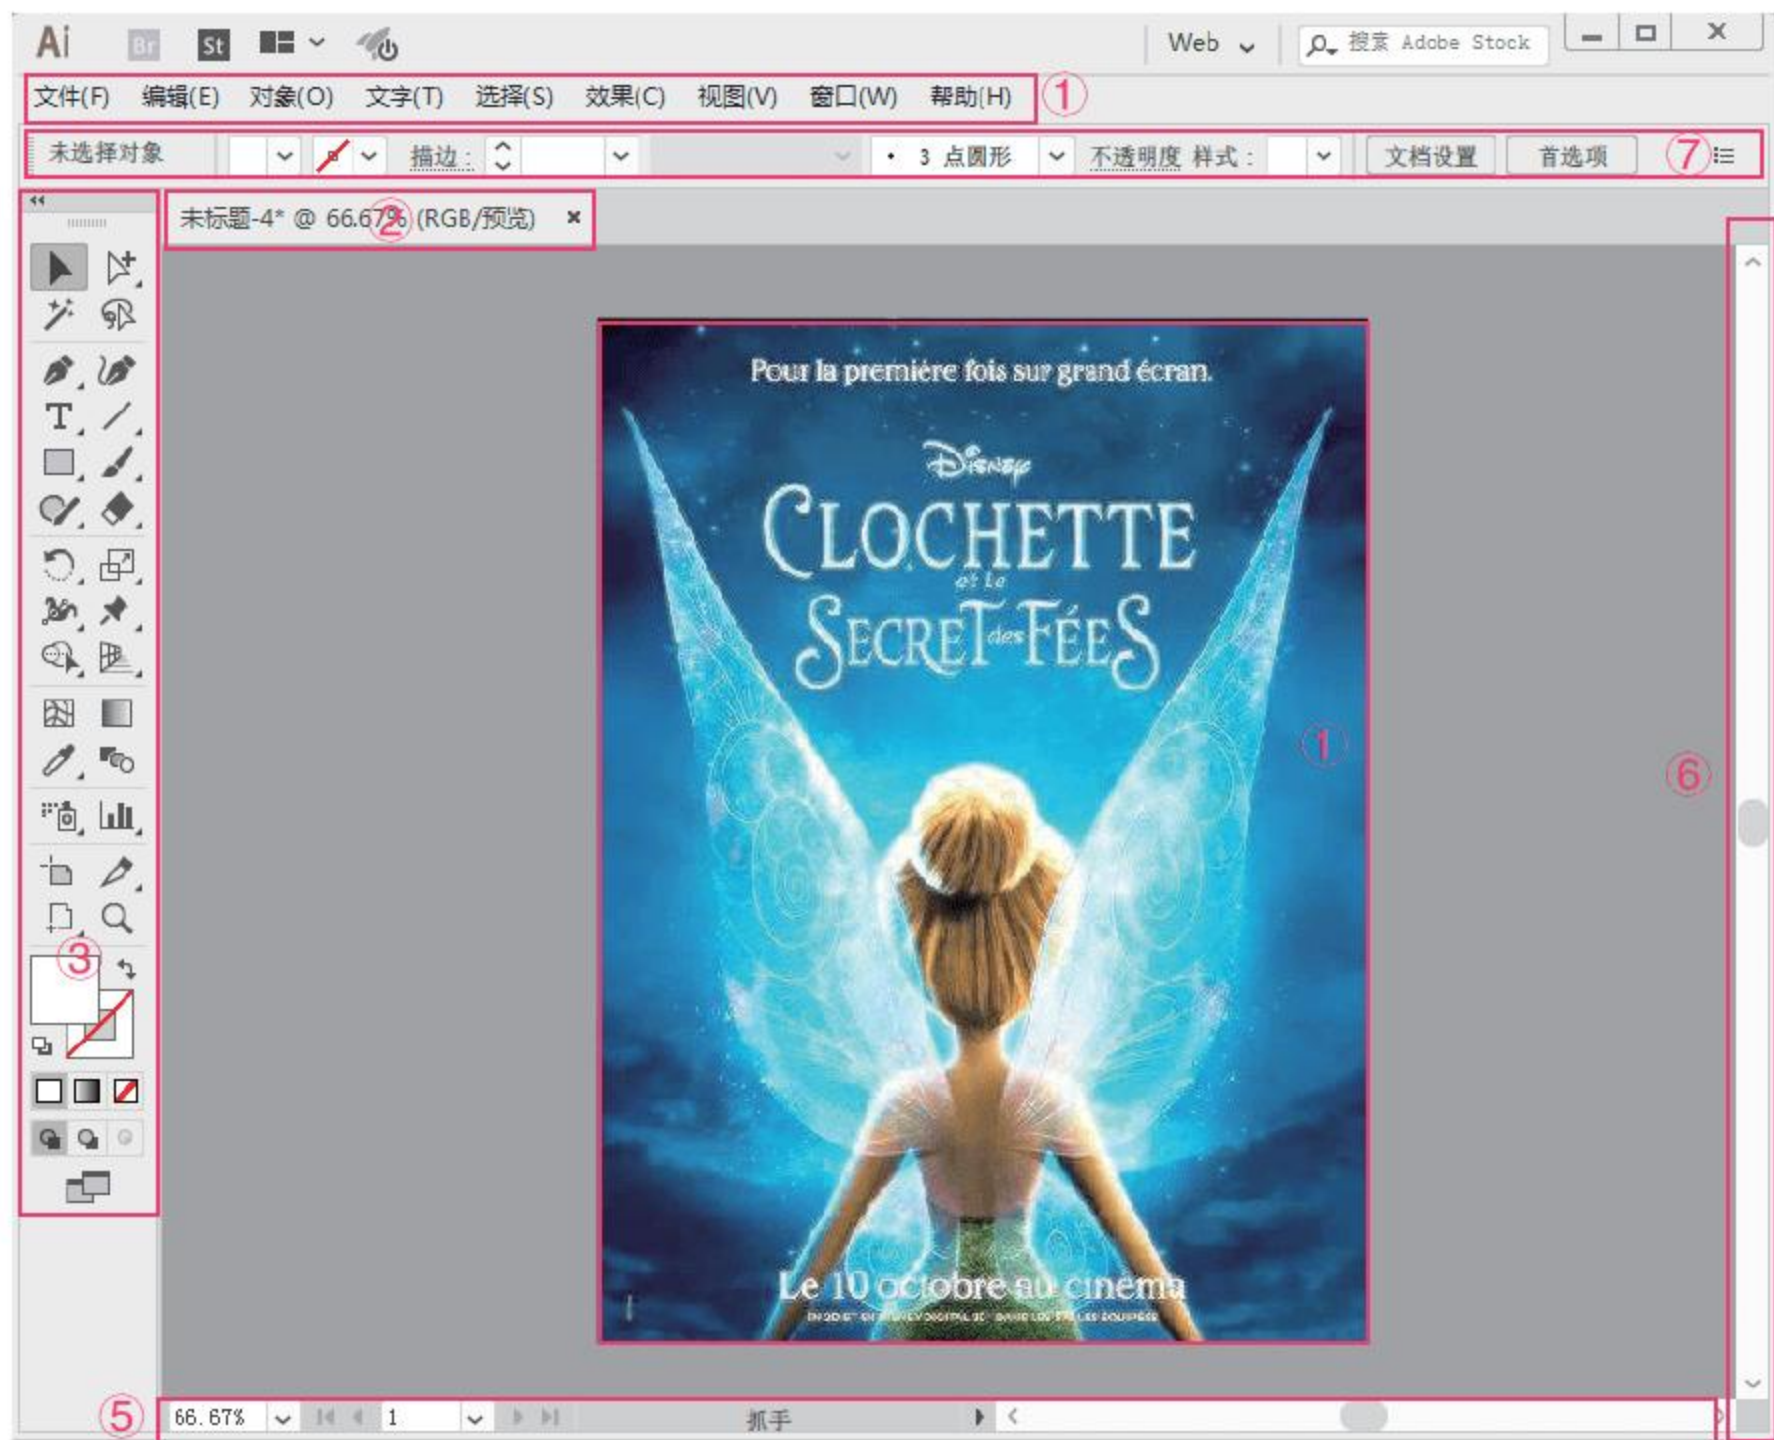 Ai Br St Web 搜索 Adobe Stock
文件(F) 编辑(E) 对象(O) 文字(T) 选择(S) 效果(C) 视图(V) 窗口(W) 帮助(H) ①
未选择对象 描边: 3 点圆形 不透明度 样式: 文档设置 首选项 ⑦
未标题-4* @ 66.67% (RGB/预览) ②
Pour la première fois sur grand écran.
Disney
CLOCHETTE
et le
SECRET des FÉES
①
⑥
③
Le 10 octobre au cinéma
⑤ 66.67% 1 抓手